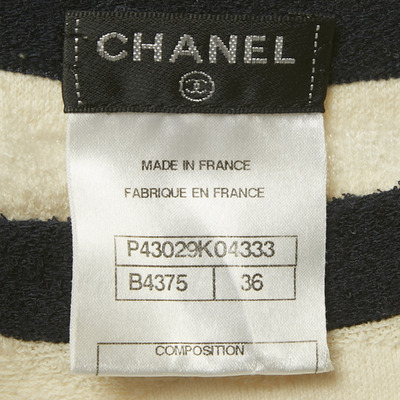 CHANEL
MADE IN FRANCE
FABRIQUE EN FRANCE
P43029K04333
B4375 36
COMPOSITION